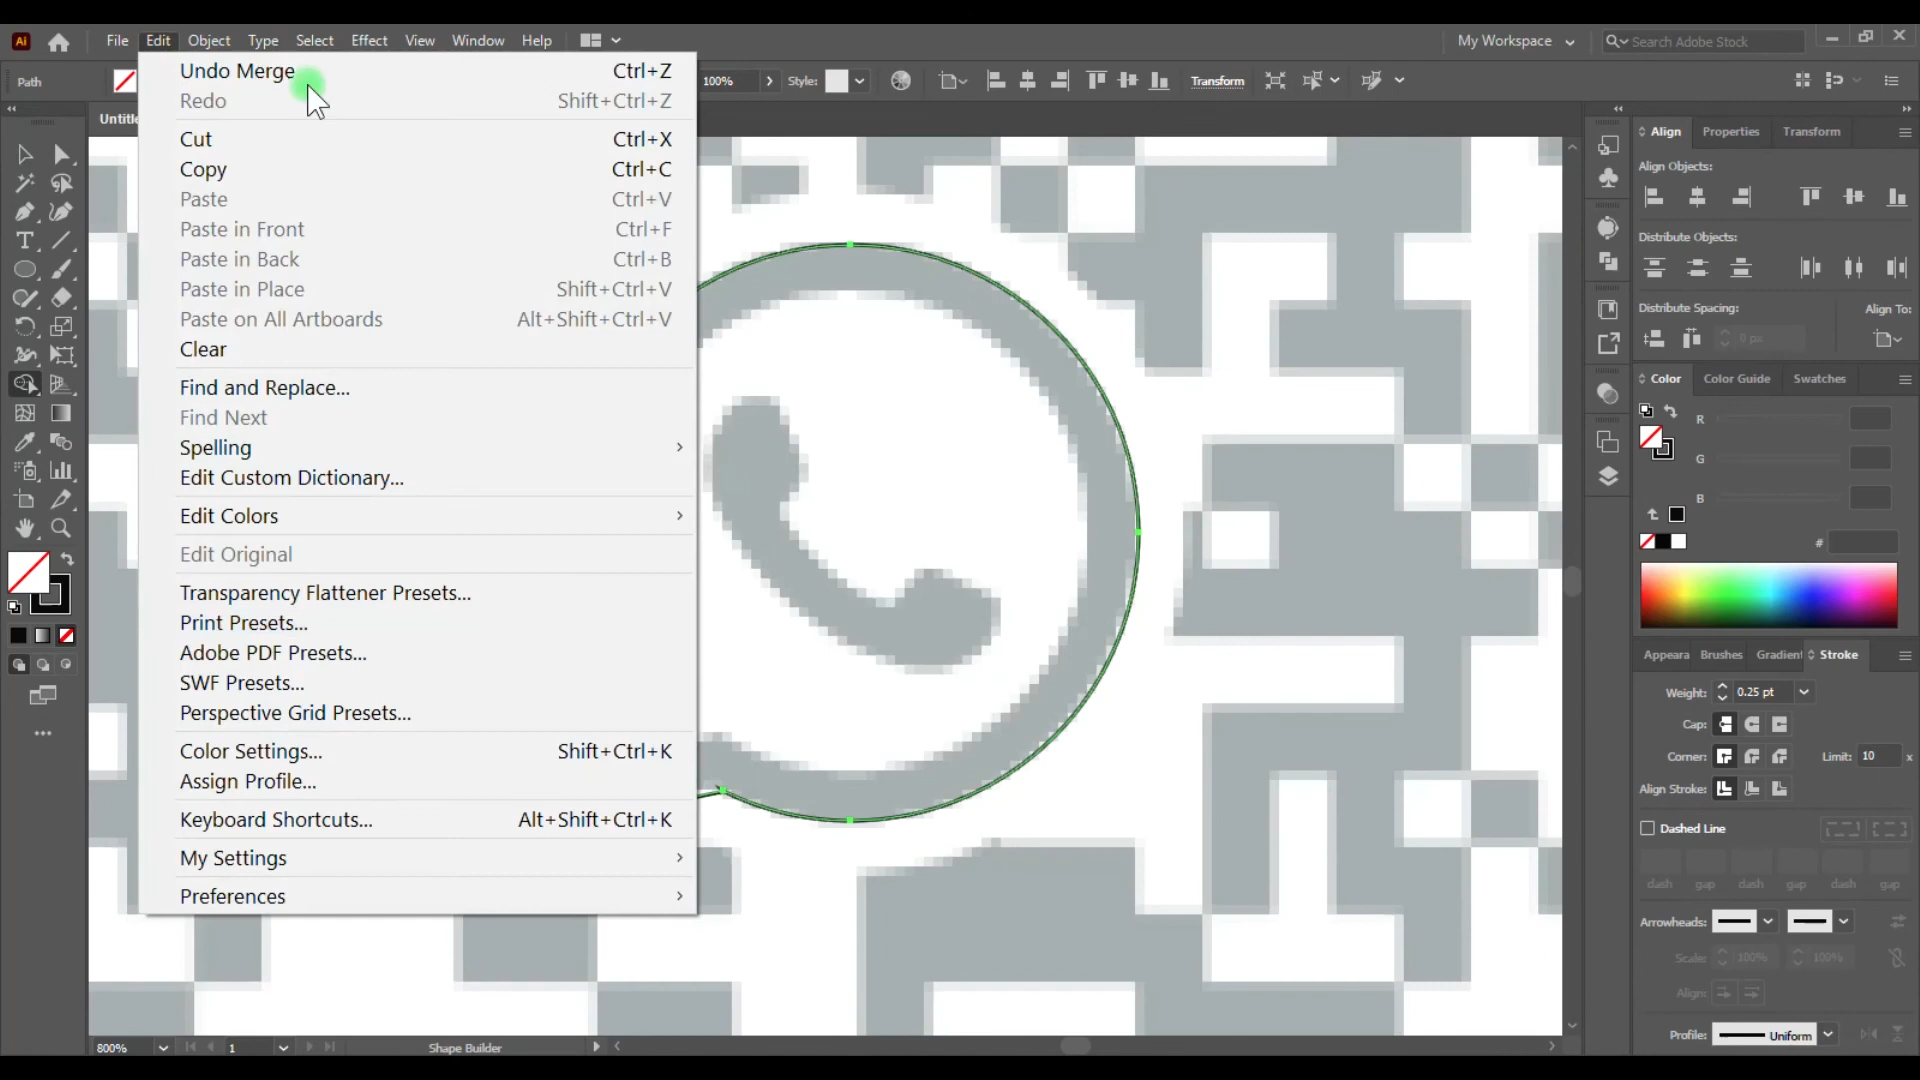 Ai File Edit Object Type Select Effect View Window Help My Workspace Search Adobe Stock
Path 100% Style: Transform
Untitle
Undo Merge Ctrl+Z
Redo Shift+Ctrl+Z
Cut Ctrl+X
Copy Ctrl+C
Paste Ctrl+V
Paste in Front Ctrl+F
Paste in Back Ctrl+B
Paste in Place Shift+Ctrl+V
Paste on All Artboards Alt+Shift+Ctrl+V
Clear
Find and Replace...
Find Next
Spelling
Edit Custom Dictionary...
Edit Colors
Edit Original
Transparency Flattener Presets...
Print Presets...
Adobe PDF Presets...
SWF Presets...
Perspective Grid Presets...
Color Settings... Shift+Ctrl+K
Assign Profile...
Keyboard Shortcuts... Alt+Shift+Ctrl+K
My Settings
Preferences
Align Properties Transform
Align Objects:
Distribute Objects:
Distribute Spacing: Align To:
0 px
Color Color Guide Swatches
R
G
B
#
Appeara Brushes Gradient Stroke
Weight: 0.25 pt
Cap:
Corner: Limit: 10 x
Align Stroke:
Dashed Line
dash gap dash gap dash gap
Arrowheads:
Scale: 100% 100%
Align:
Profile: Uniform
800% 1 Shape Builder